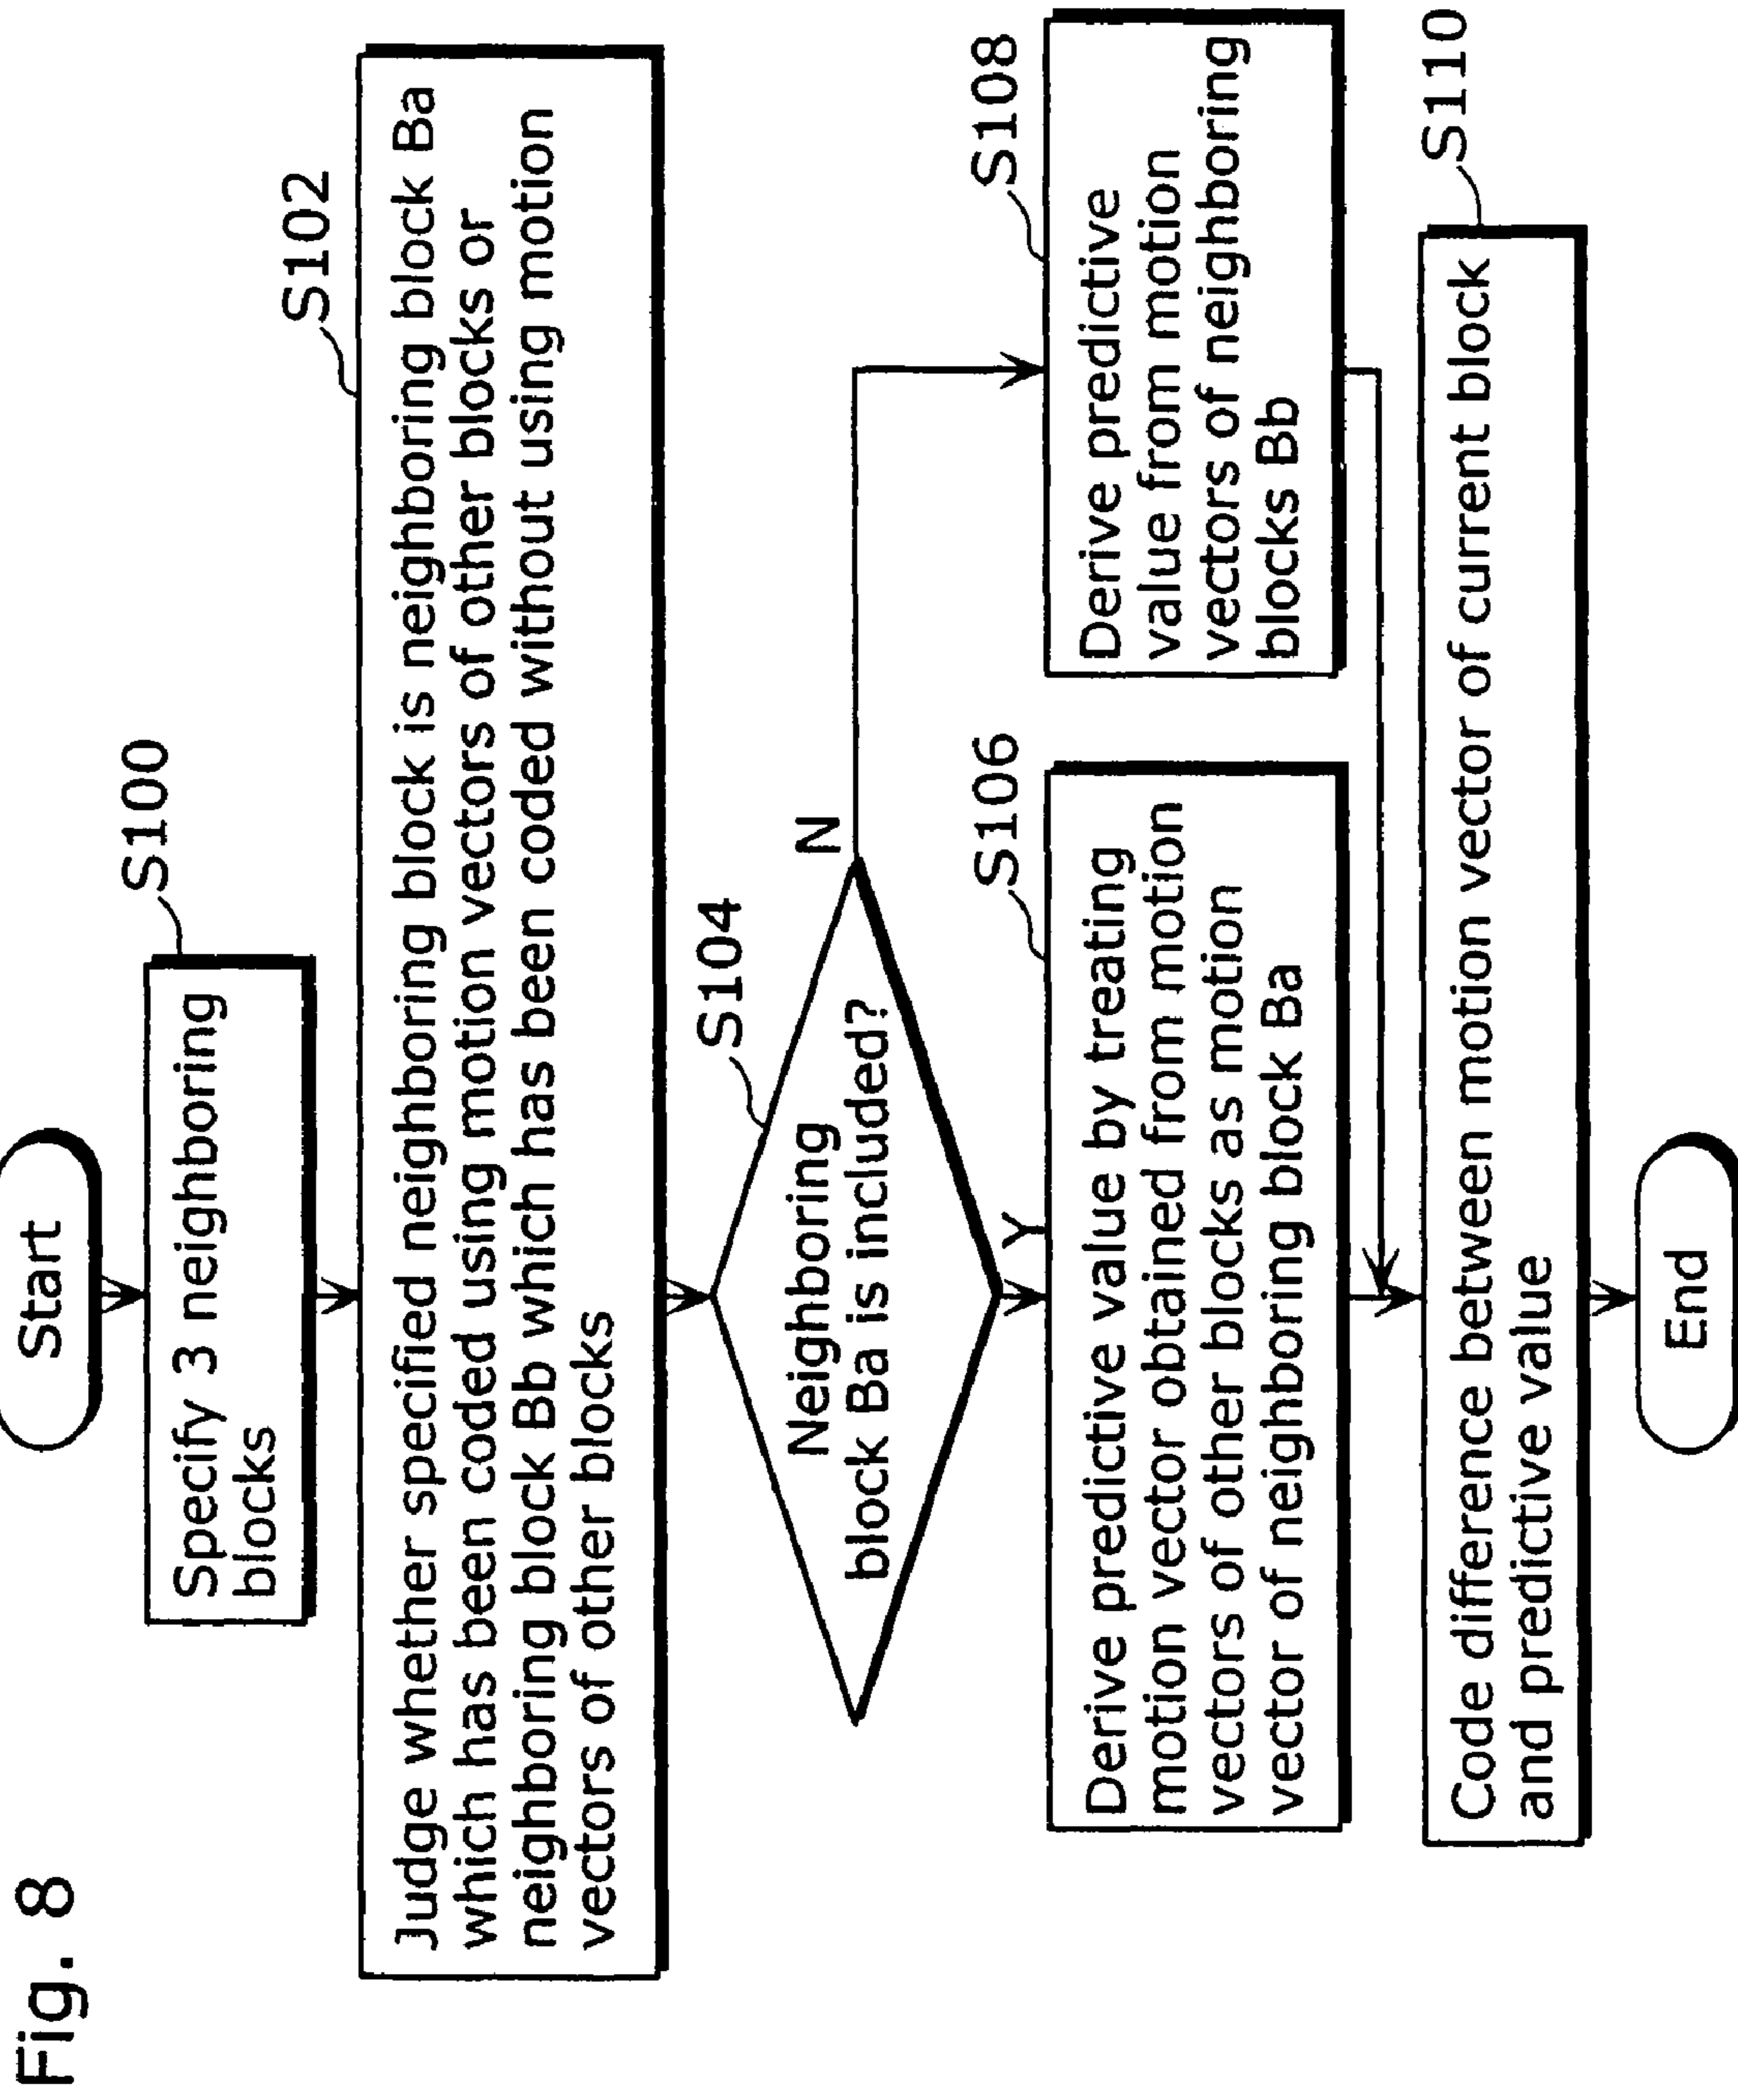 Fig. 8
Start
S100
Specify 3 neighboring
blocks
S102
Judge whether specified neighboring block is neighboring block Ba
which has been coded using motion vectors of other blocks or
neighboring block Bb which has been coded without using motion
vectors of other blocks
S104
Neighboring
block Ba is included?
N
Y
S106
Derive predictive value by treating
motion vector obtained from motion
vectors of other blocks as motion
vector of neighboring block Ba
S108
Derive predictive
value from motion
vectors of neighboring
blocks Bb
S110
Code difference between motion vector of current block
and predictive value
End